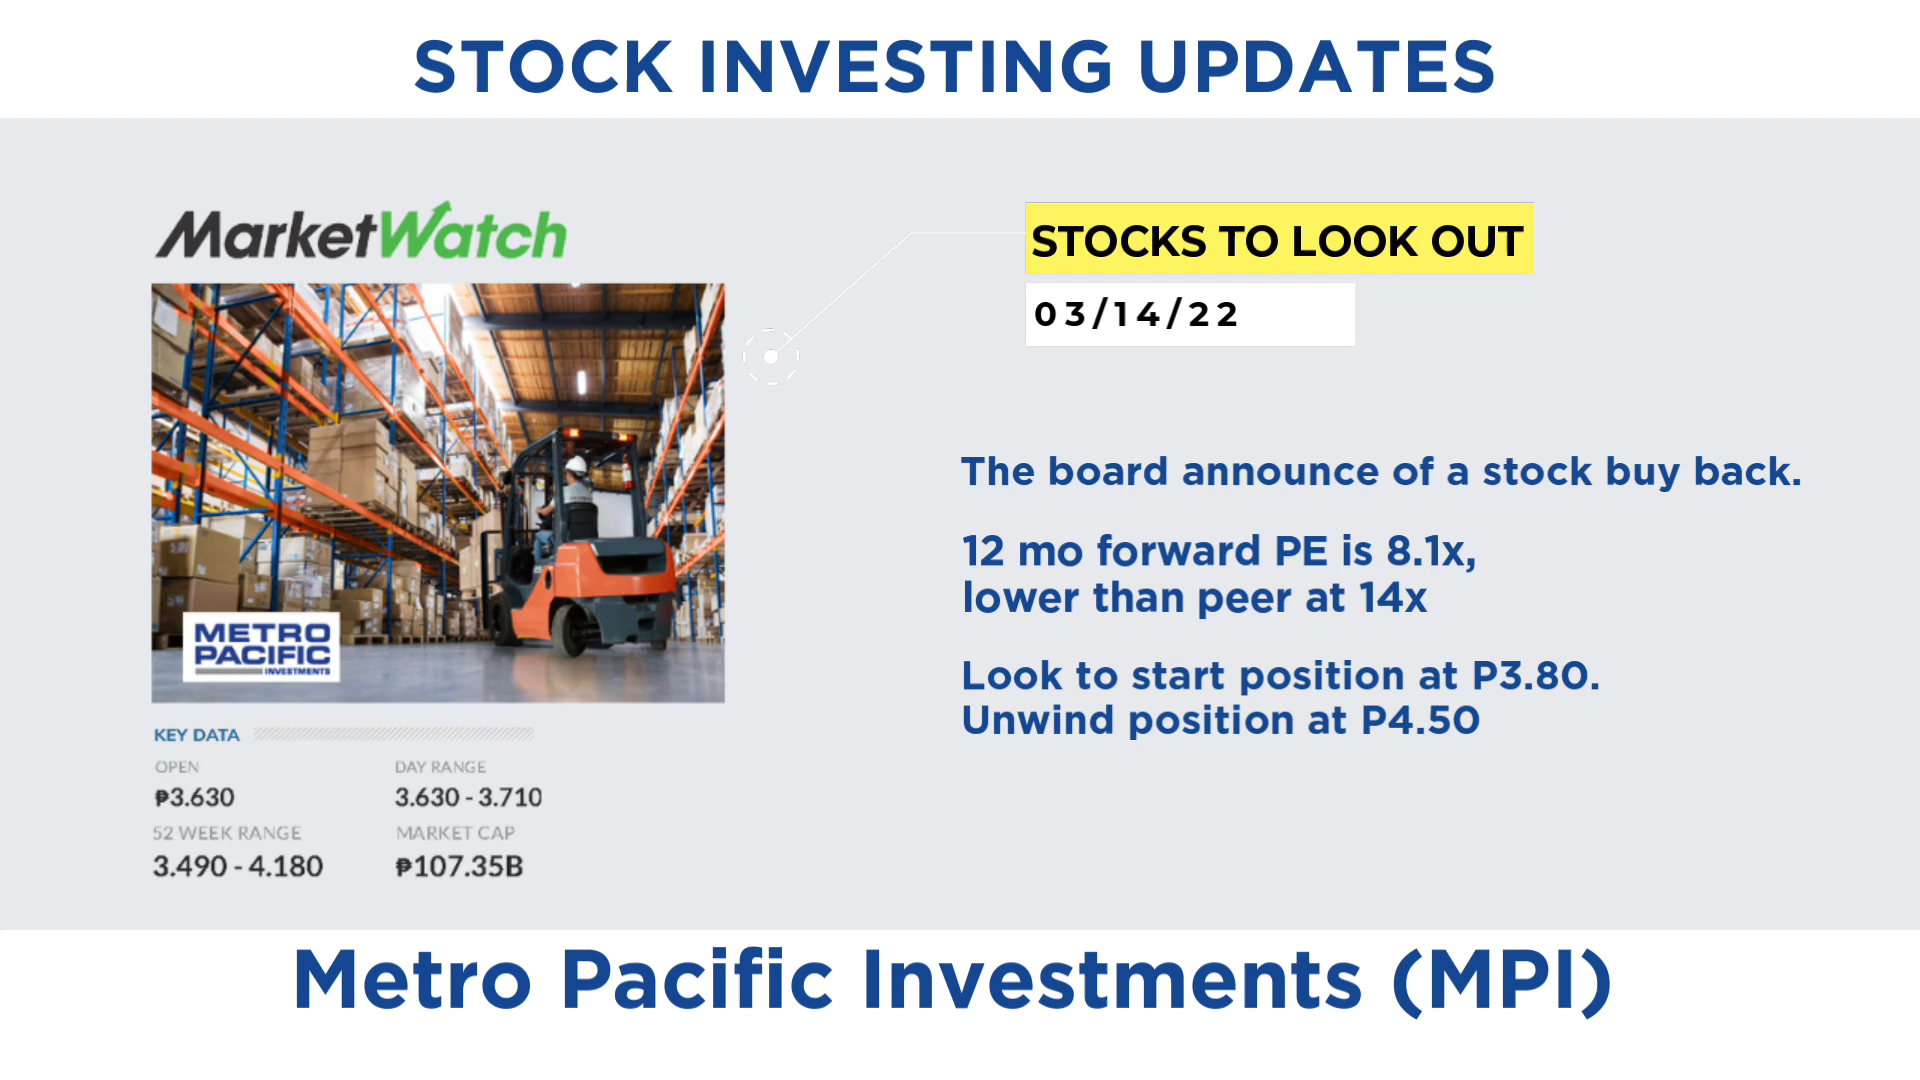 STOCK INVESTING UPDATES
MarketWatch
METRO
PACIFIC
INVESTMENTS
KEY DATA
OPEN
₱3.630
DAY RANGE
3.630 - 3.710
52 WEEK RANGE
3.490 - 4.180
MARKET CAP
₱107.35B
STOCKS TO LOOK OUT
03/14/22
The board announce of a stock buy back.
12 mo forward PE is 8.1x,
lower than peer at 14x
Look to start position at P3.80.
Unwind position at P4.50
Metro Pacific Investments (MPI)